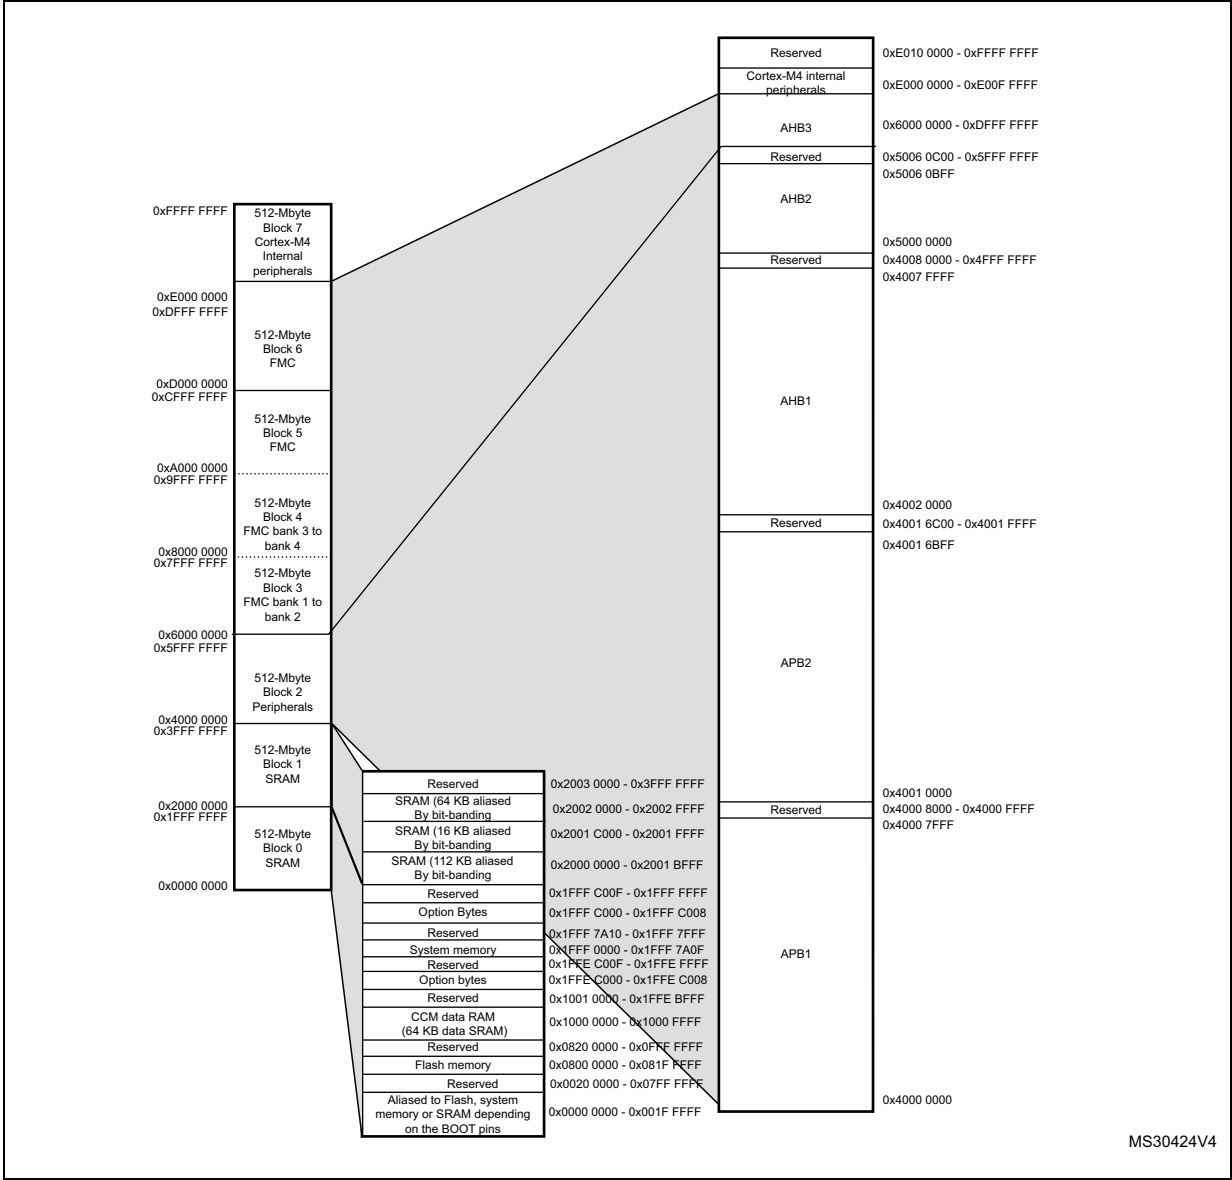 Reserved
0xE010 0000 - 0xFFFF FFFF
Cortex-M4 internal
peripherals
0xE000 0000 - 0xE00F FFFF
AHB3
0x6000 0000 - 0xDFFF FFFF
Reserved
0x5006 0C00 - 0x5FFF FFFF
0x5006 0BFF
AHB2
0x5000 0000
Reserved
0x4008 0000 - 0x4FFF FFFF
0x4007 FFFF
AHB1
0x4002 0000
Reserved
0x4001 6C00 - 0x4001 FFFF
0x4001 6BFF
APB2
0x4001 0000
Reserved
0x4000 8000 - 0x4000 FFFF
0x4000 7FFF
APB1
0x4000 0000
0xFFFF FFFF
512-Mbyte
Block 7
Cortex-M4
Internal
peripherals
0xE000 0000
0xDFFF FFFF
512-Mbyte
Block 6
FMC
0xD000 0000
0xCFFF FFFF
512-Mbyte
Block 5
FMC
0xA000 0000
0x9FFF FFFF
512-Mbyte
Block 4
FMC bank 3 to
bank 4
0x8000 0000
0x7FFF FFFF
512-Mbyte
Block 3
FMC bank 1 to
bank 2
0x6000 0000
0x5FFF FFFF
512-Mbyte
Block 2
Peripherals
0x4000 0000
0x3FFF FFFF
512-Mbyte
Block 1
SRAM
0x2000 0000
0x1FFF FFFF
512-Mbyte
Block 0
SRAM
0x0000 0000
Reserved
0x2003 0000 - 0x3FFF FFFF
SRAM (64 KB aliased
By bit-banding
0x2002 0000 - 0x2002 FFFF
SRAM (16 KB aliased
By bit-banding
0x2001 C000 - 0x2001 FFFF
SRAM (112 KB aliased
By bit-banding
0x2000 0000 - 0x2001 BFFF
Reserved
0x1FFF C00F - 0x1FFF FFFF
Option Bytes
0x1FFF C000 - 0x1FFF C008
Reserved
0x1FFF 7A10 - 0x1FFF 7FFF
System memory
0x1FFF 0000 - 0x1FFF 7A0F
Reserved
0x1FFE C00F - 0x1FFE FFFF
Option bytes
0x1FFE C000 - 0x1FFE C008
Reserved
0x1001 0000 - 0x1FFE BFFF
CCM data RAM
(64 KB data SRAM)
0x1000 0000 - 0x1000 FFFF
Reserved
0x0820 0000 - 0x0FFF FFFF
Flash memory
0x0800 0000 - 0x081F FFFF
Reserved
0x0020 0000 - 0x07FF FFFF
Aliased to Flash, system
memory or SRAM depending
on the BOOT pins
0x0000 0000 - 0x001F FFFF
MS30424V4